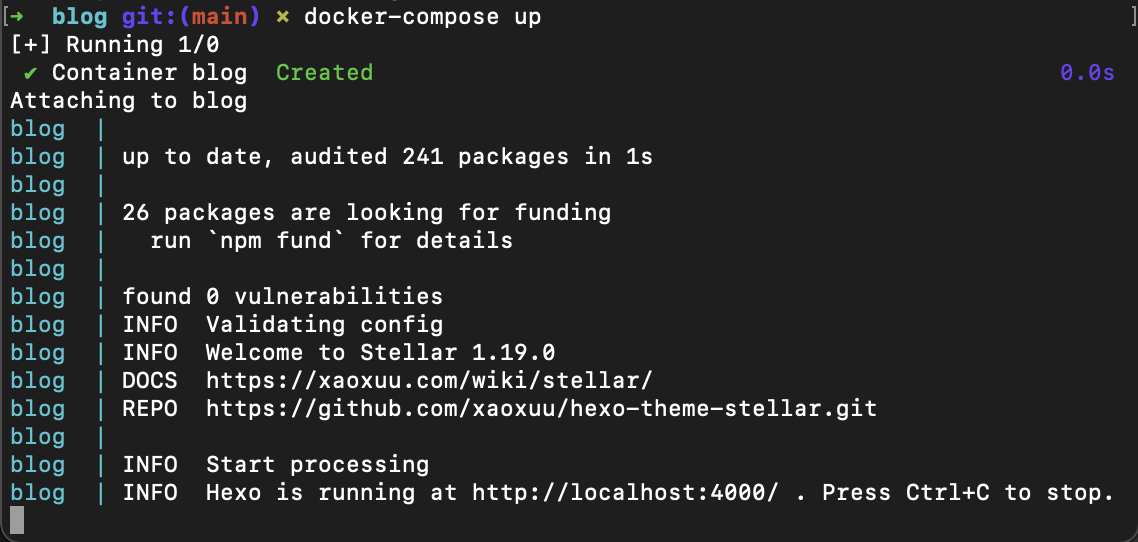 [➜  blog git:(main) ✗ docker-compose up ]
[+] Running 1/0
 ✔ Container blog  Created 0.0s
Attaching to blog
blog  |
blog  | up to date, audited 241 packages in 1s
blog  |
blog  | 26 packages are looking for funding
blog  |   run `npm fund` for details
blog  |
blog  | found 0 vulnerabilities
blog  | INFO  Validating config
blog  | INFO  Welcome to Stellar 1.19.0
blog  | DOCS  https://xaoxuu.com/wiki/stellar/
blog  | REPO  https://github.com/xaoxuu/hexo-theme-stellar.git
blog  |
blog  | INFO  Start processing
blog  | INFO  Hexo is running at http://localhost:4000/ . Press Ctrl+C to stop.